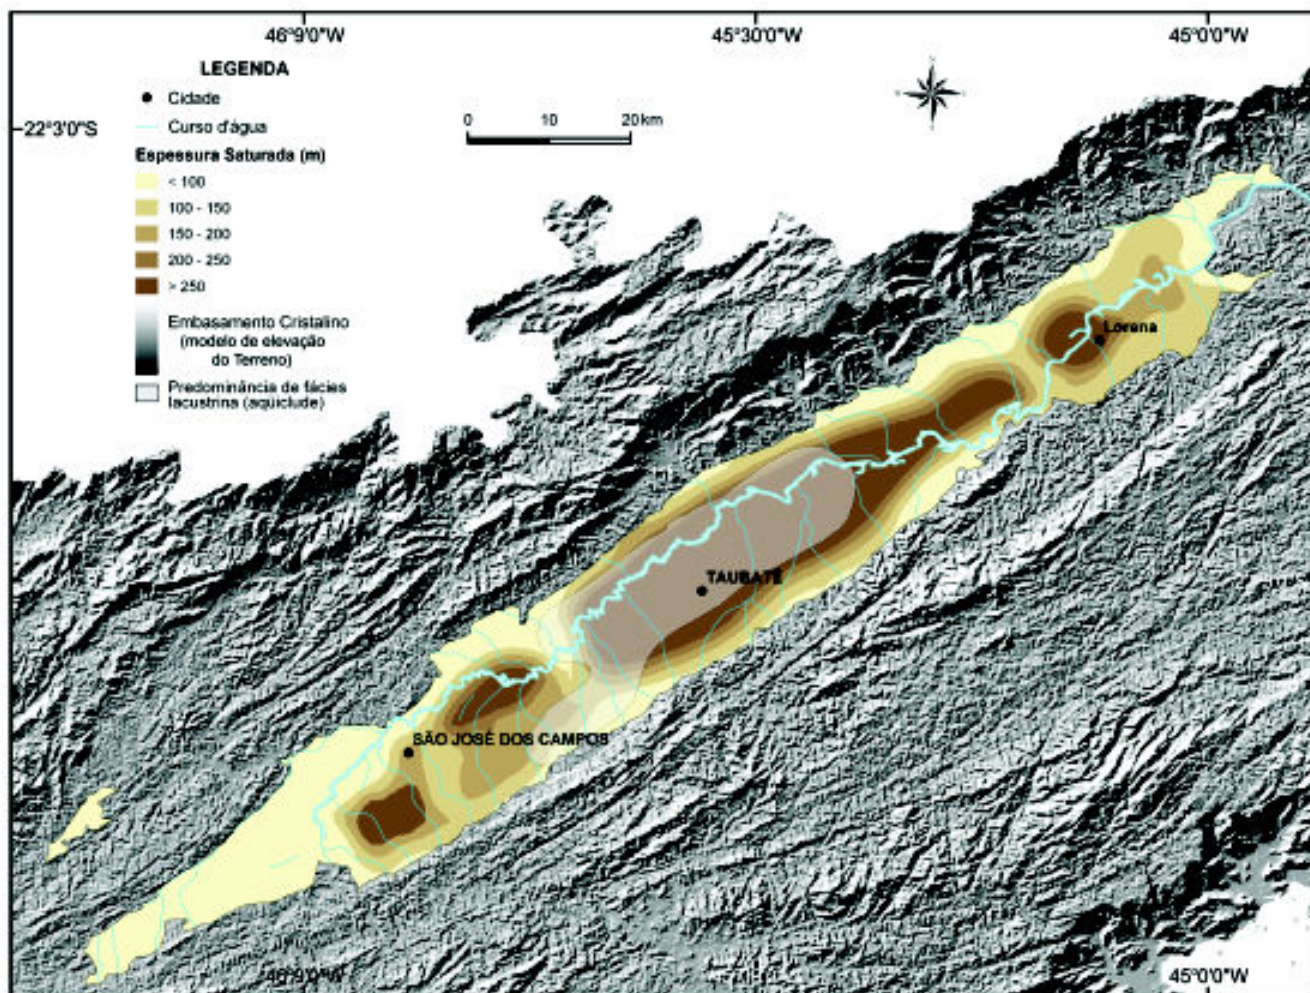 46°9'0"W
45°30'0"W
45°0'0"W
22°3'0"S
LEGENDA
Cidade
Curso d'água
Espessura Saturada (m)
< 100
100 - 150
150 - 200
200 - 250
> 250
Embasamento Cristalino
(modelo de elevação
do Terreno)
Predominância de fácies
lacustrina (aqüiclude)
0 10 20 km
Lorena
TAUBATÉ
SÃO JOSÉ DOS CAMPOS
46°9'0"W
45°0'0"W